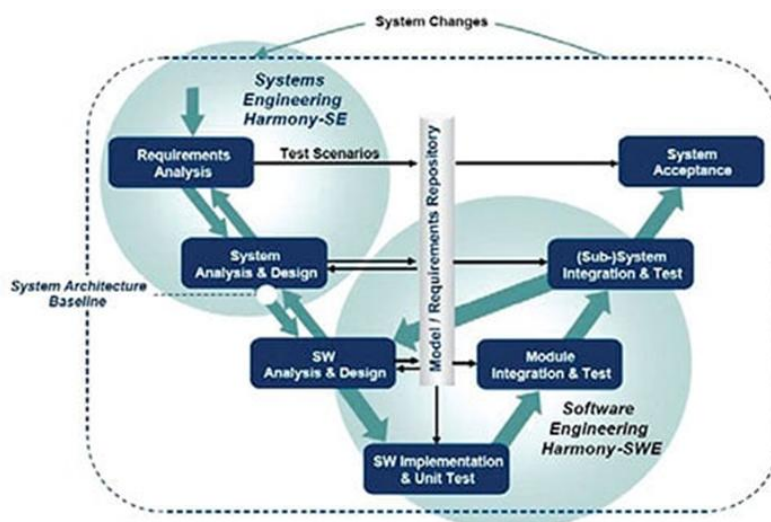 System Changes
Systems
Engineering
Harmony-SE
Requirements
Analysis
Test Scenarios
Model / Requirements Repository
System
Acceptance
System
Analysis & Design
(Sub-)System
Integration & Test
System Architecture
Baseline
SW
Analysis & Design
Module
Integration & Test
Software
Engineering
Harmony-SWE
SW Implementation
& Unit Test